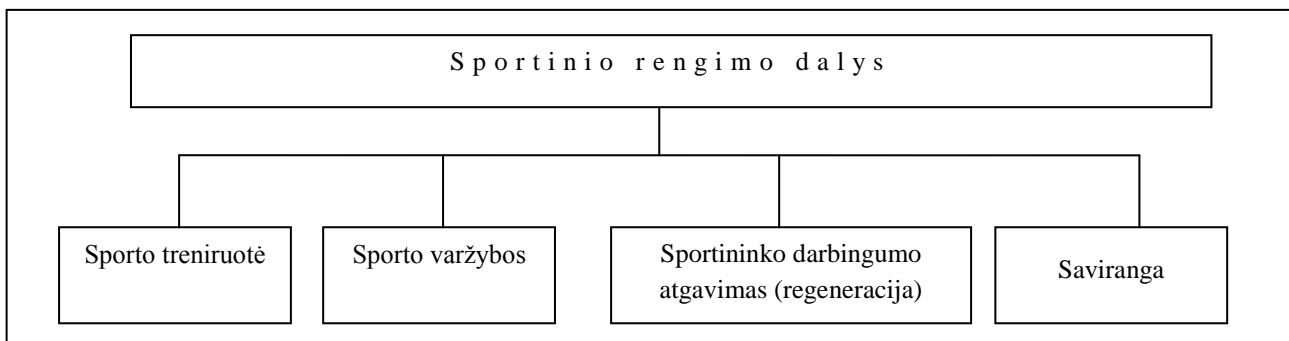 Sportinio rengimo dalys
Sporto treniruotė
Sporto varžybos
Sportininko darbingumo
atgavimas (regeneracija)
Saviranga